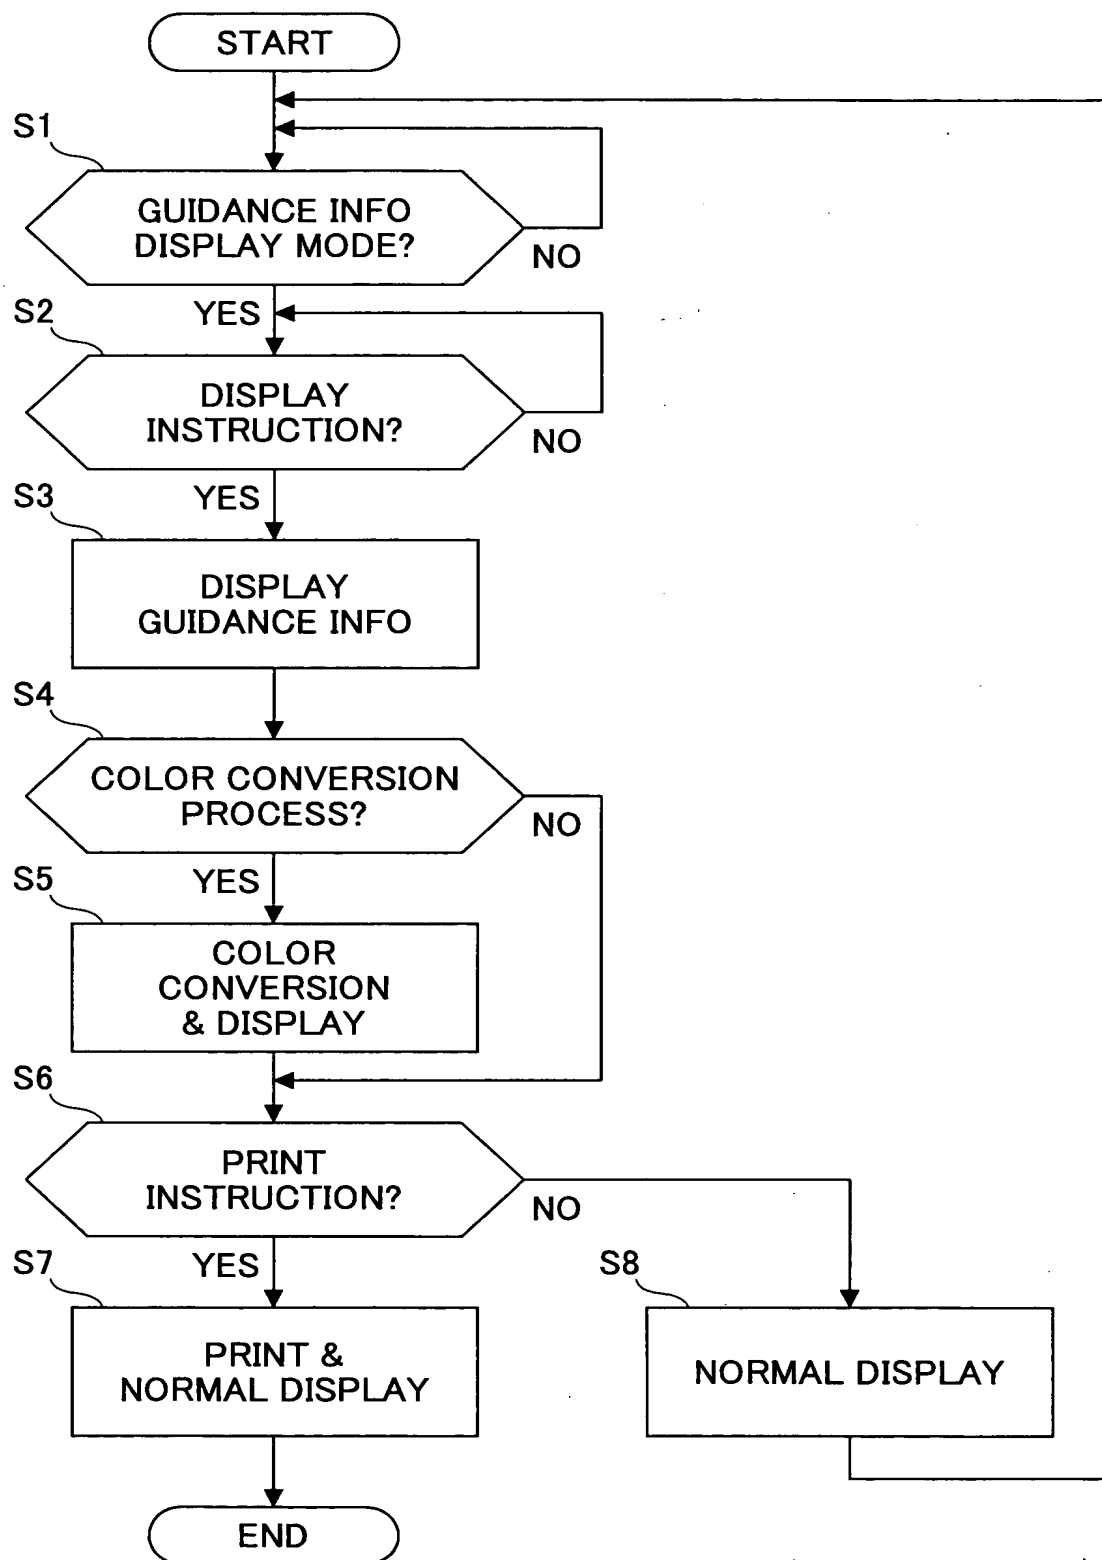 START
S1
GUIDANCE INFO
DISPLAY MODE?
NO
S2
YES
DISPLAY
INSTRUCTION?
NO
S3
YES
DISPLAY
GUIDANCE INFO
S4
COLOR CONVERSION
PROCESS?
NO
S5
YES
COLOR
CONVERSION
& DISPLAY
S6
PRINT
INSTRUCTION?
NO
S7
YES
S8
PRINT &
NORMAL DISPLAY
NORMAL DISPLAY
END